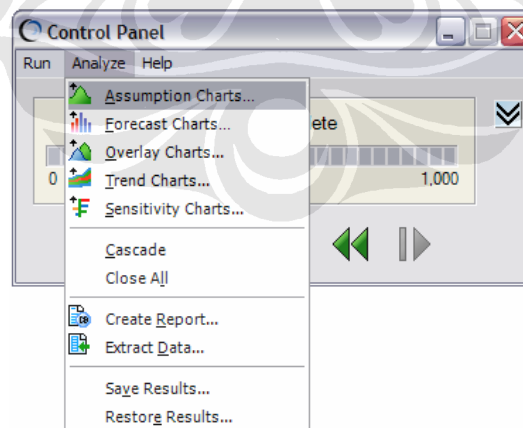 Control Panel
Run Analyze Help
Assumption Charts...
Forecast Charts...
ete
Overlay Charts...
0
Trend Charts...
1,000
Sensitivity Charts...
Cascade
Close All
Create Report...
Extract Data...
Save Results...
Restore Results...